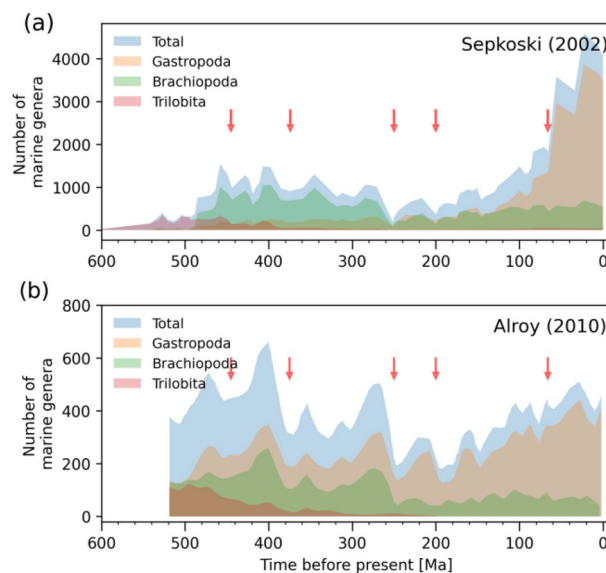 (a)
Sepkoski (2002)
Total
Gastropoda
Brachiopoda
Trilobita
Number of
marine genera
4000
3000
2000
1000
0
600
500
400
300
200
100
0
(b)
Alroy (2010)
Total
Gastropoda
Brachiopoda
Trilobita
Number of
marine genera
800
600
400
200
0
600
500
400
300
200
100
0
Time before present [Ma]